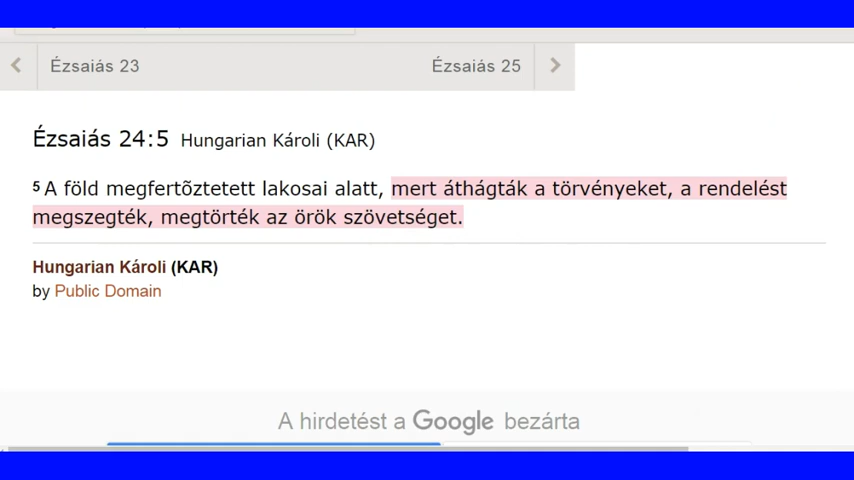 Ézsaiás 23 Ézsaiás 25
Ézsaiás 24:5 Hungarian Károli (KAR)
5 A föld megfertõztetett lakosai alatt, mert áthágták a törvényeket, a rendelést
megszegték, megtörték az örök szövetséget.
Hungarian Károli (KAR)
by Public Domain
A hirdetést a Google bezárta